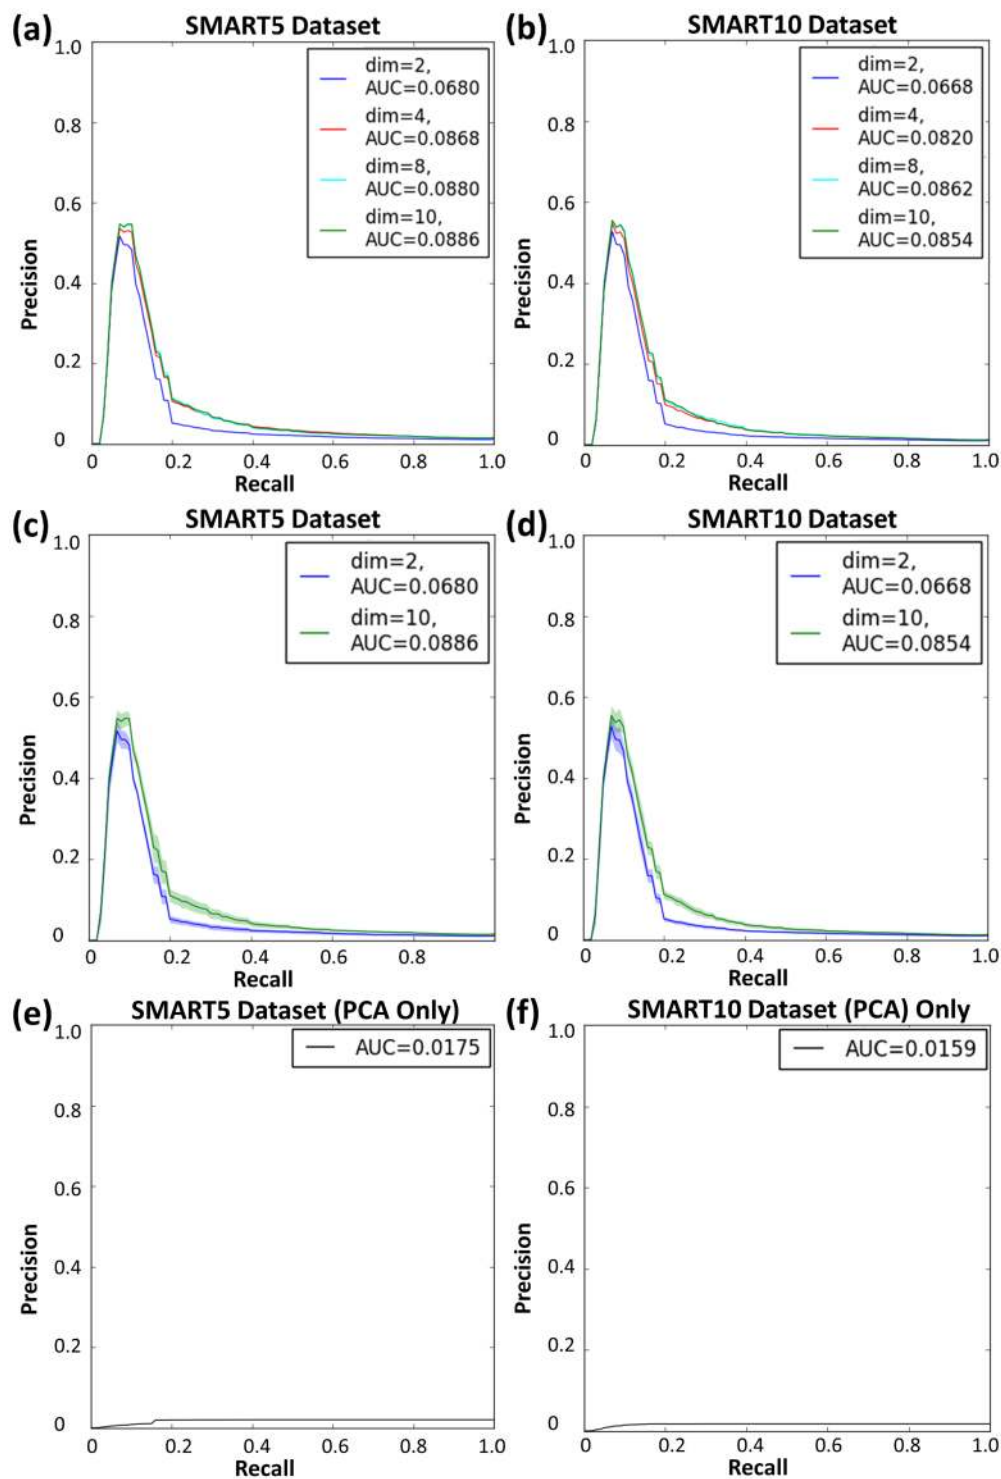 (a) SMART5 Dataset
1.0
0.8
0.6
0.4
0.2
0
Precision
dim=2,
AUC=0.0680
dim=4,
AUC=0.0868
dim=8,
AUC=0.0880
dim=10,
AUC=0.0886
0 0.2 0.4 0.6 0.8 1.0
Recall
(b) SMART10 Dataset
1.0
0.8
0.6
0.4
0.2
0
Precision
dim=2,
AUC=0.0668
dim=4,
AUC=0.0820
dim=8,
AUC=0.0862
dim=10,
AUC=0.0854
0 0.2 0.4 0.6 0.8 1.0
Recall
(c) SMART5 Dataset
1.0
0.8
0.6
0.4
0.2
0
Precision
dim=2,
AUC=0.0680
dim=10,
AUC=0.0886
0 0.2 0.4 0.6 0.8
Recall
(d) SMART10 Dataset
1.0
0.8
0.6
0.4
0.2
0
Precision
dim=2,
AUC=0.0668
dim=10,
AUC=0.0854
0 0.2 0.4 0.6 0.8 1.0
Recall
(e) SMART5 Dataset (PCA Only)
1.0
0.8
0.6
0.4
0.2
0
Precision
AUC=0.0175
0 0.2 0.4 0.6 0.8 1.0
Recall
(f) SMART10 Dataset (PCA) Only
1.0
0.8
0.6
0.4
0.2
0
Precision
AUC=0.0159
0 0.2 0.4 0.6 0.8 1.0
Recall